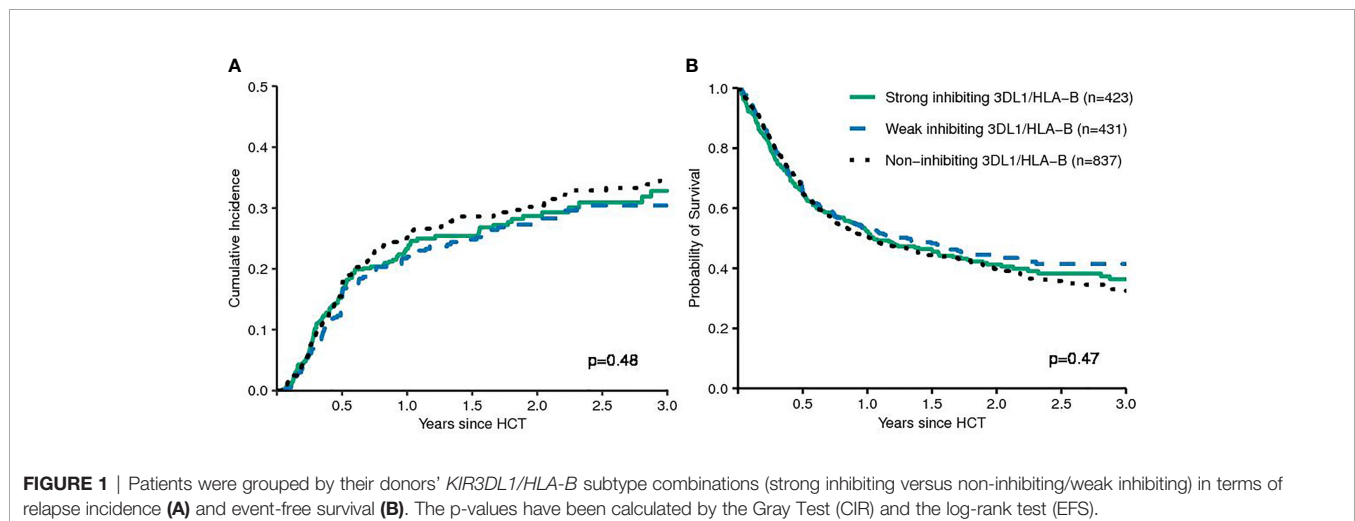 A
0.5
0.4
0.3
0.2
0.1
0.0
Cumulative Incidence
p=0.48
0.5 1.0 1.5 2.0 2.5 3.0
Years since HCT
B
1.0
0.8
0.6
0.4
0.2
0.0
Probability of Survival
Strong inhibiting 3DL1/HLA−B (n=423)
Weak inhibiting 3DL1/HLA−B (n=431)
Non−inhibiting 3DL1/HLA−B (n=837)
p=0.47
0.5 1.0 1.5 2.0 2.5 3.0
Years since HCT
FIGURE 1 | Patients were grouped by their donors’ KIR3DL1/HLA-B subtype combinations (strong inhibiting versus non-inhibiting/weak inhibiting) in terms of
relapse incidence (A) and event-free survival (B). The p-values have been calculated by the Gray Test (CIR) and the log-rank test (EFS).